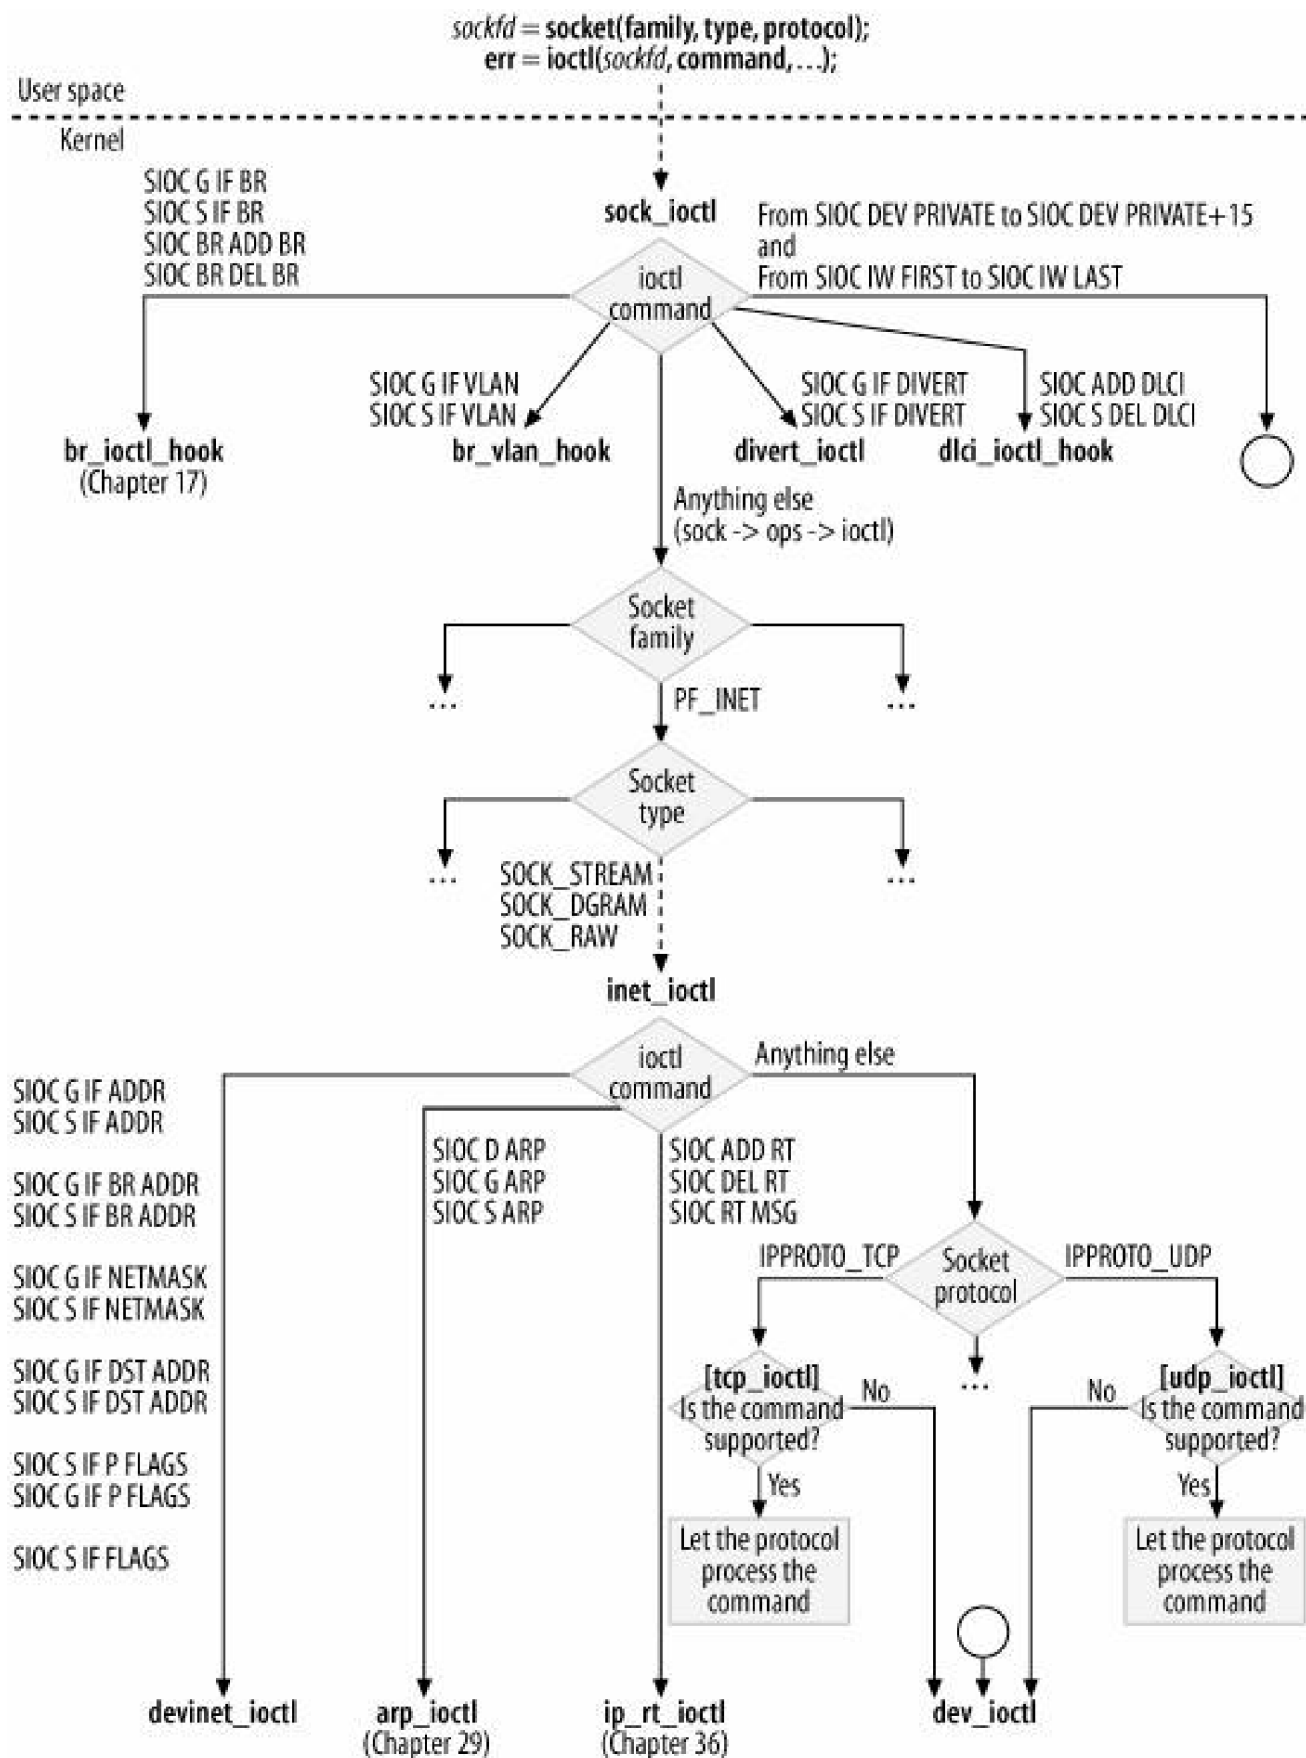 sockfd = socket(family, type, protocol);
err = ioctl(sockfd, command, ...);
User space
Kernel
SIOC G IF BR
SIOC S IF BR
SIOC BR ADD BR
SIOC BR DEL BR
sock_ioctl
From SIOC DEV PRIVATE to SIOC DEV PRIVATE+15
and
From SIOC IW FIRST to SIOC IW LAST
ioctl
command
SIOC G IF VLAN
SIOC S IF VLAN
SIOC G IF DIVERT
SIOC S IF DIVERT
SIOC ADD DLCI
SIOC S DEL DLCI
br_ioctl_hook
(Chapter 17)
br_vlan_hook
divert_ioctl
dlci_ioctl_hook
Anything else
(sock -> ops -> ioctl)
Socket
family
...
PF_INET
...
Socket
type
...
SOCK_STREAM
SOCK_DGRAM
SOCK_RAW
...
inet_ioctl
ioctl
command
Anything else
SIOC G IF ADDR
SIOC S IF ADDR
SIOC G IF BR ADDR
SIOC S IF BR ADDR
SIOC G IF NETMASK
SIOC S IF NETMASK
SIOC G IF DST ADDR
SIOC S IF DST ADDR
SIOC S IF P FLAGS
SIOC G IF P FLAGS
SIOC S IF FLAGS
SIOC D ARP
SIOC G ARP
SIOC S ARP
SIOC ADD RT
SIOC DEL RT
SIOC RT MSG
IPPROTO_TCP
Socket
protocol
IPPROTO_UDP
[tcp_ioctl]
Is the command
supported?
No
...
No
[udp_ioctl]
Is the command
supported?
Yes
Yes
Let the protocol
process the
command
Let the protocol
process the
command
devinet_ioctl
arp_ioctl
(Chapter 29)
ip_rt_ioctl
(Chapter 36)
dev_ioctl